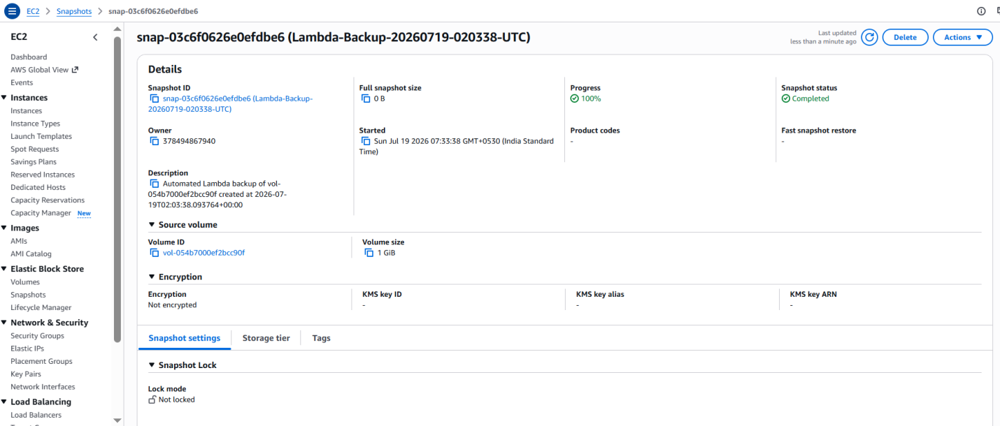 EC2 > Snapshots > snap-03c6f0626e0efdbe6
EC2
Dashboard
AWS Global View
Events
Instances
Instances
Instance Types
Launch Templates
Spot Requests
Savings Plans
Reserved Instances
Dedicated Hosts
Capacity Reservations
Capacity Manager New
Images
AMIs
AMI Catalog
Elastic Block Store
Volumes
Snapshots
Lifecycle Manager
Network & Security
Security Groups
Elastic IPs
Placement Groups
Key Pairs
Network Interfaces
Load Balancing
Load Balancers
snap-03c6f0626e0efdbe6 (Lambda-Backup-20260719-020338-UTC)
Last updated
less than a minute ago
Delete
Actions
Details
Snapshot ID
snap-03c6f0626e0efdbe6 (Lambda-Backup-
20260719-020338-UTC)
Full snapshot size
0 B
Progress
100%
Snapshot status
Completed
Owner
378494867940
Started
Sun Jul 19 2026 07:33:38 GMT+0530 (India Standard
Time)
Product codes
-
Fast snapshot restore
-
Description
Automated Lambda backup of vol-
054b7000ef2bcc90f created at 2026-07-
19T02:03:38.093764+00:00
Source volume
Volume ID
vol-054b7000ef2bcc90f
Volume size
1 GiB
Encryption
Encryption
Not encrypted
KMS key ID
-
KMS key alias
-
KMS key ARN
-
Snapshot settings
Storage tier
Tags
Snapshot Lock
Lock mode
Not locked